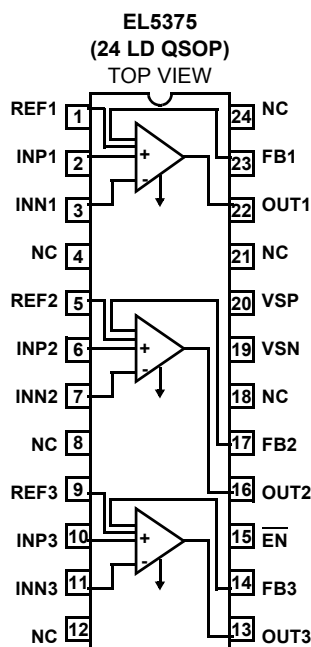 EL5375
(24 LD QSOP)
TOP VIEW
REF1 1
24 NC
INP1 2
+
23 FB1
INN1 3
-
22 OUT1
NC 4
21 NC
REF2 5
20 VSP
INP2 6
+
19 VSN
INN2 7
-
18 NC
NC 8
17 FB2
REF3 9
16 OUT2
INP3 10
+
15 EN
INN3 11
-
14 FB3
NC 12
13 OUT3